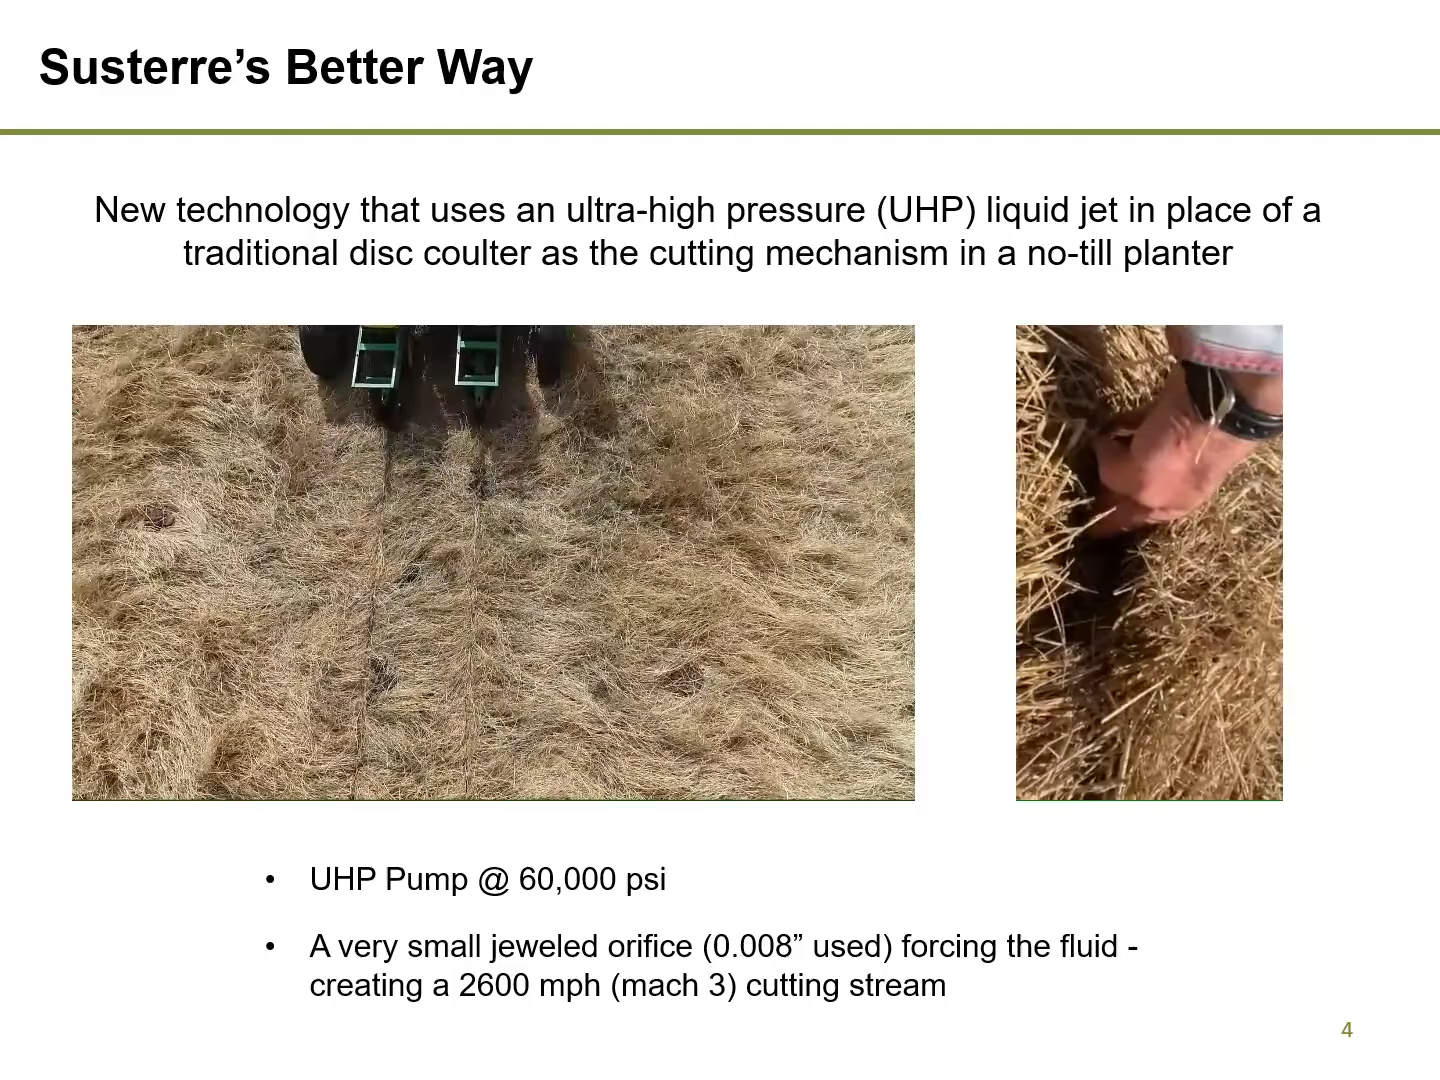 Susterre’s Better Way
New technology that uses an ultra-high pressure (UHP) liquid jet in place of a
traditional disc coulter as the cutting mechanism in a no-till planter
• UHP Pump @ 60,000 psi
• A very small jeweled orifice (0.008” used) forcing the fluid -
creating a 2600 mph (mach 3) cutting stream
4